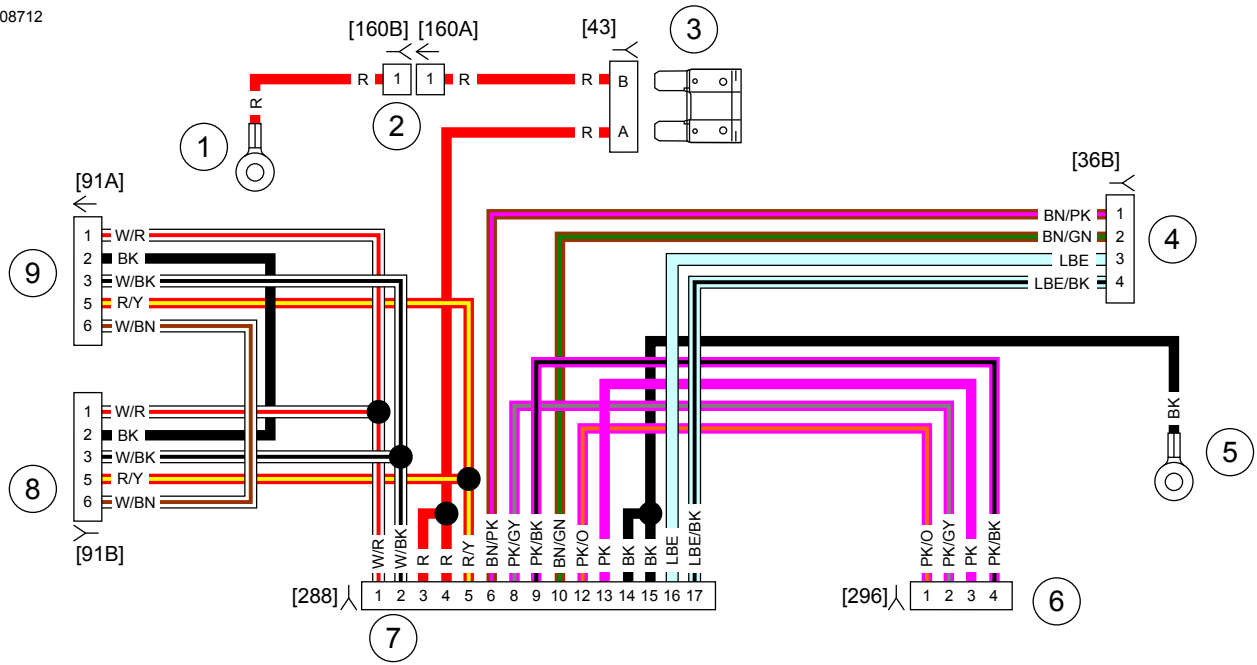 08712
[160B] [160A] [43] 3
R 1 1 R R B
R A
2
1
R
[36B]
[91A]
BN/PK 1
BN/GN 2
LBE 3
LBE/BK 4
4
1 W/R
2 BK
3 W/BK
5 R/Y
6 W/BN
9
1 W/R
2 BK
3 W/BK
5 R/Y
6 W/BN
8
[91B]
BK
5
W/R W/BK R R R/Y BN/PK PK/GY PK/BK BN/GN PK/O PK BK BK LBE LBE/BK
PK/O PK/GY PK PK/BK
[288] 1 2 3 4 5 6 8 9 10 12 13 14 15 16 17
[296] 1 2 3 4
6
7